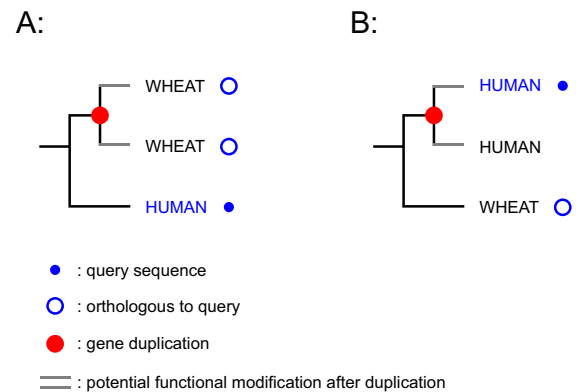 A:
B:
WHEAT
WHEAT
HUMAN
HUMAN
HUMAN
WHEAT
: query sequence
: orthologous to query
: gene duplication
: potential functional modification after duplication